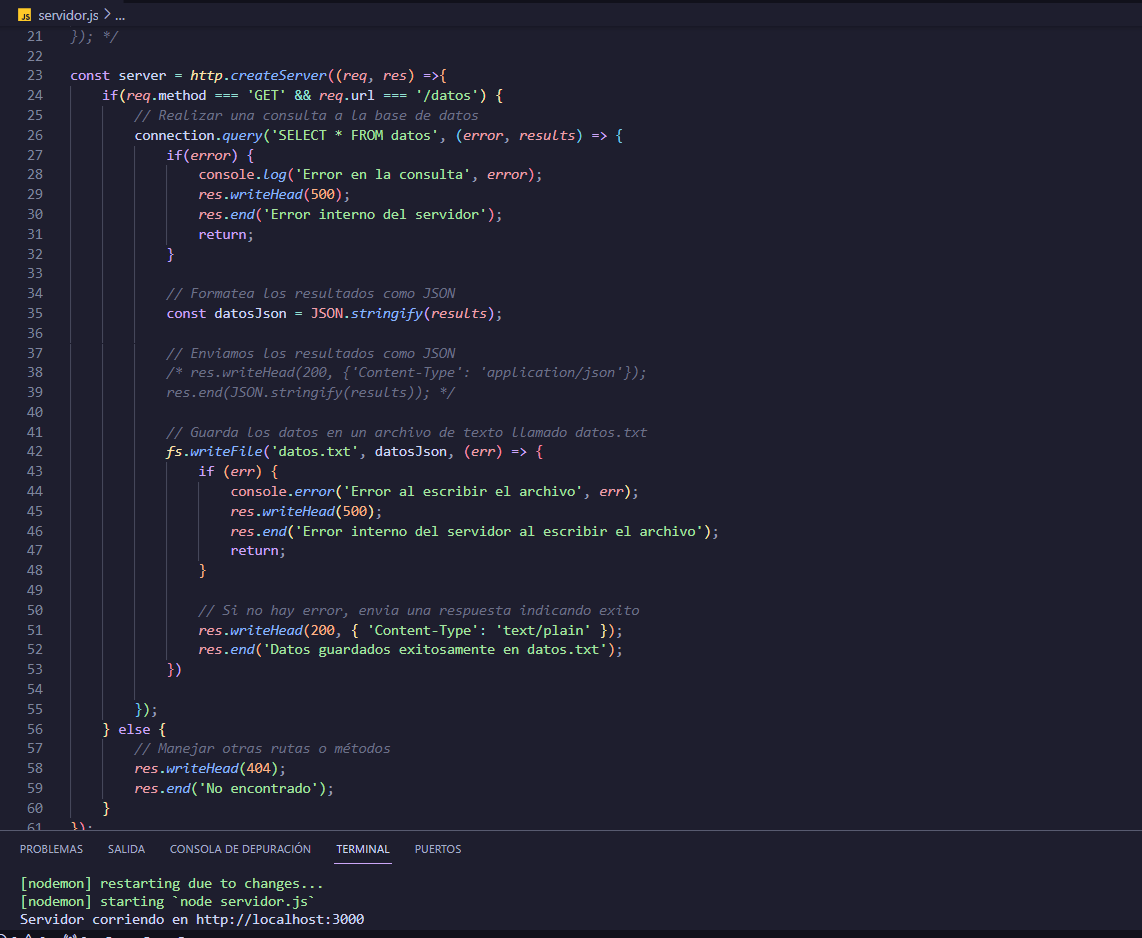 JS servidor.js > ...
21 }); */
22
23 const server = http.createServer((req, res) =>{
24 if(req.method === 'GET' && req.url === '/datos') {
25 // Realizar una consulta a la base de datos
26 connection.query('SELECT * FROM datos', (error, results) => {
27 if(error) {
28 console.log('Error en la consulta', error);
29 res.writeHead(500);
30 res.end('Error interno del servidor');
31 return;
32 }
33
34 // Formatea los resultados como JSON
35 const datosJson = JSON.stringify(results);
36
37 // Enviamos los resultados como JSON
38 /* res.writeHead(200, {'Content-Type': 'application/json'});
39 res.end(JSON.stringify(results)); */
40
41 // Guarda los datos en un archivo de texto llamado datos.txt
42 fs.writeFile('datos.txt', datosJson, (err) => {
43 if (err) {
44 console.error('Error al escribir el archivo', err);
45 res.writeHead(500);
46 res.end('Error interno del servidor al escribir el archivo');
47 return;
48 }
49
50 // Si no hay error, envia una respuesta indicando exito
51 res.writeHead(200, { 'Content-Type': 'text/plain' });
52 res.end('Datos guardados exitosamente en datos.txt');
53 })
54
55 });
56 } else {
57 // Manejar otras rutas o métodos
58 res.writeHead(404);
59 res.end('No encontrado');
60 }
61 });
PROBLEMAS SALIDA CONSOLA DE DEPURACIÓN TERMINAL PUERTOS
[nodemon] restarting due to changes...
[nodemon] starting `node servidor.js`
Servidor corriendo en http://localhost:3000